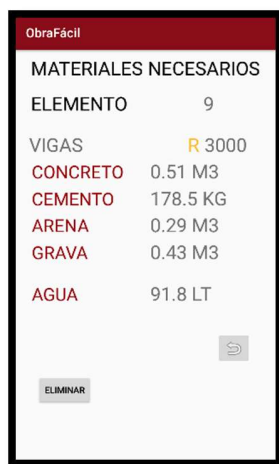 ObraFácil
MATERIALES NECESARIOS
ELEMENTO 9
VIGAS R 3000
CONCRETO 0.51 M3
CEMENTO 178.5 KG
ARENA 0.29 M3
GRAVA 0.43 M3
AGUA 91.8 LT
ELIMINAR